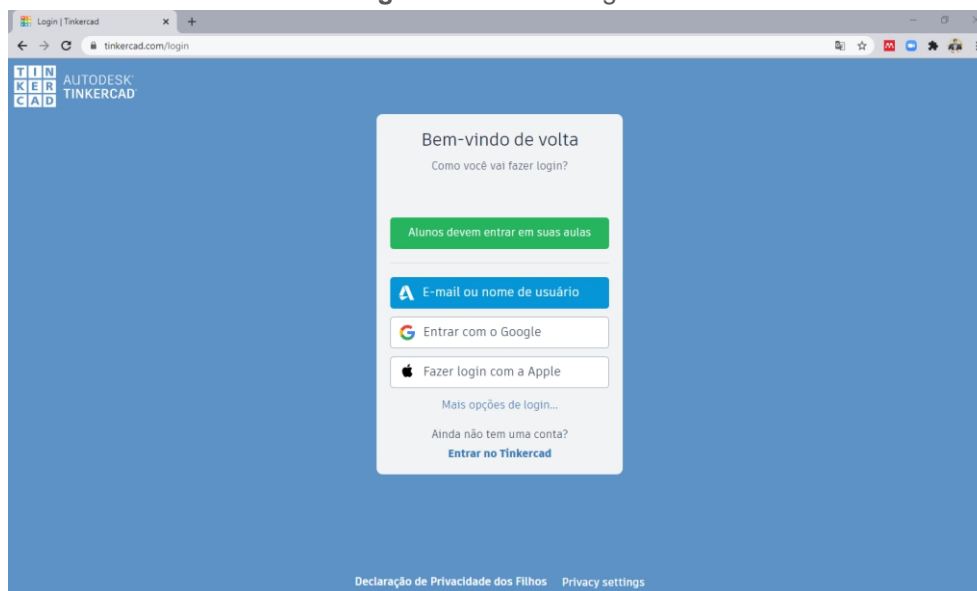 Login | Tinkercad
tinkercad.com/login
TIN
KER
CAD
AUTODESK
TINKERCAD
Bem-vindo de volta
Como você vai fazer login?
Alunos devem entrar em suas aulas
E-mail ou nome de usuário
Entrar com o Google
Fazer login com a Apple
Mais opções de login...
Ainda não tem uma conta?
Entrar no Tinkercad
Declaração de Privacidade dos Filhos Privacy settings